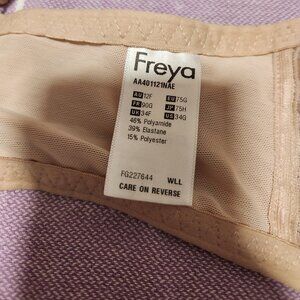 Freya
AA401121NAE
AU 12F EU 75G
FR 90G JP 75H
UK 34F US 34G
46% Polyamide
39% Elastane
15% Polyester
FG227644 WLL
CARE ON REVERSE